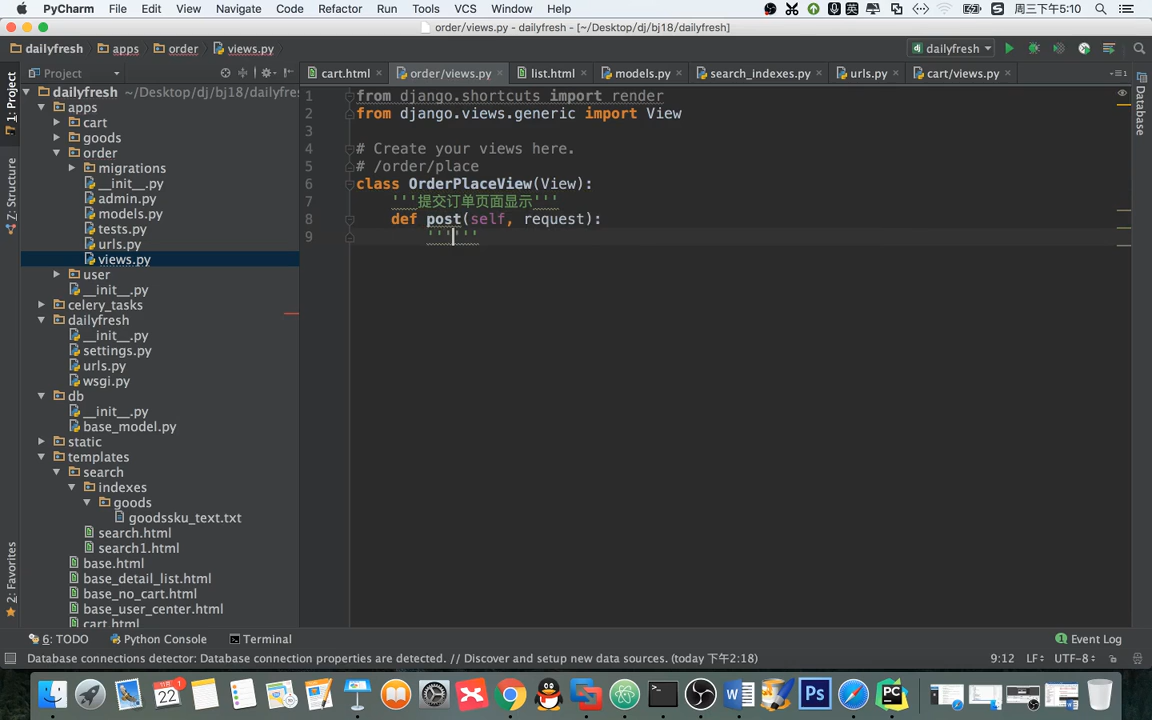 PyCharm File Edit View Navigate Code Refactor Run Tools VCS Window Help 周三下午5:10
order/views.py - dailyfresh - [~/Desktop/dj/bj18/dailyfresh]
dailyfresh apps order views.py dailyfresh
Project cart.html order/views.py list.html models.py search_indexes.py urls.py cart/views.py
1: Project
Z: Structure
2: Favorites
Database
dailyfresh ~/Desktop/dj/bj18/dailyfres
apps
cart
goods
order
migrations
__init__.py
admin.py
models.py
tests.py
urls.py
views.py
user
__init__.py
celery_tasks
dailyfresh
__init__.py
settings.py
urls.py
wsgi.py
db
__init__.py
base_model.py
static
templates
search
indexes
goods
goodssku_text.txt
search.html
search1.html
base.html
base_detail_list.html
base_no_cart.html
base_user_center.html
cart.html
1 from django.shortcuts import render
2 from django.views.generic import View
3
4 # Create your views here.
5 # /order/place
6 class OrderPlaceView(View):
7 '''提交订单页面显示'''
8 def post(self, request):
9 ''''''
6: TODO Python Console Terminal 1 Event Log
Database connections detector: Database connection properties are detected. // Discover and setup new data sources. (today 下午2:18) 9:12 LF UTF-8
22